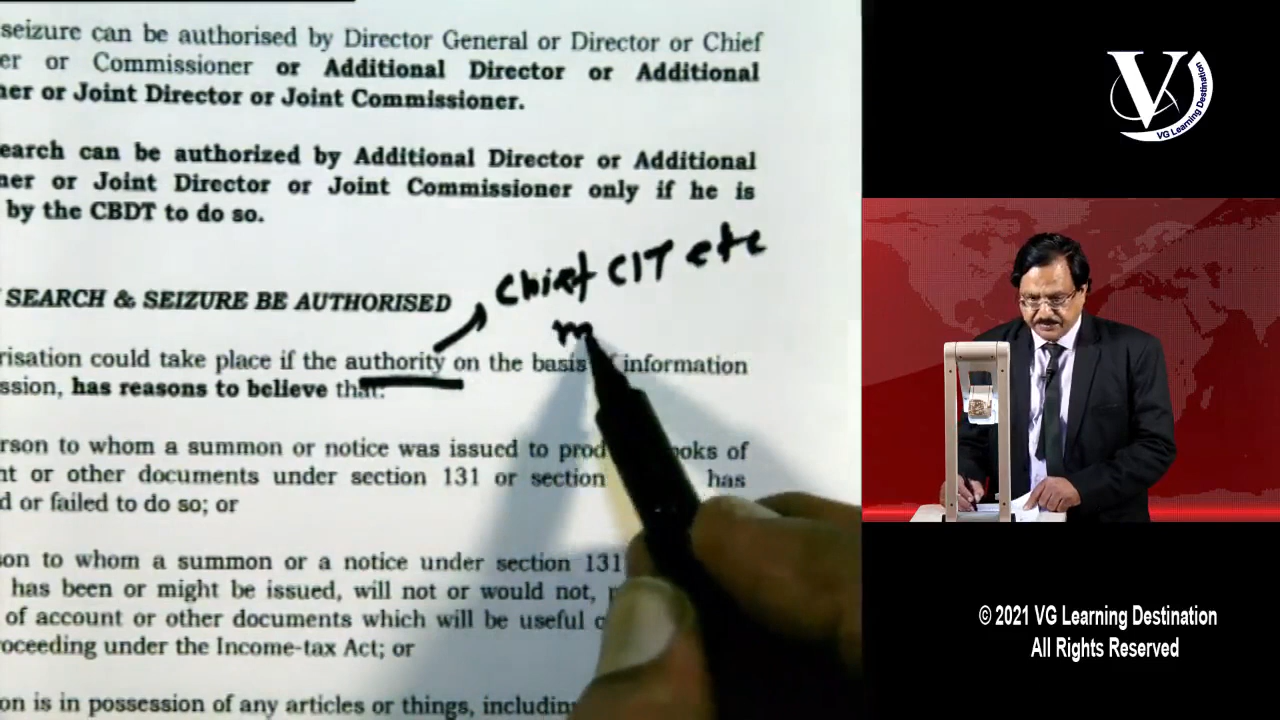 seizure can be authorised by Director General or Director or Chief
er or Commissioner or Additional Director or Additional
ner or Joint Director or Joint Commissioner.
earch can be authorized by Additional Director or Additional
ner or Joint Director or Joint Commissioner only if he is
by the CBDT to do so.
Chief CIT etc
SEARCH & SEIZURE BE AUTHORISED
m
risation could take place if the authority on the basis information
ssion, has reasons to believe that:
rson to whom a summon or notice was issued to prod ooks of
nt or other documents under section 131 or section has
d or failed to do so; or
son to whom a summon or a notice under section 131
has been or might be issued, will not or would not,
of account or other documents which will be useful
oceeding under the Income-tax Act; or
on is in possession of any articles or things, including
V
VG Learning Destination
© 2021 VG Learning Destination
All Rights Reserved